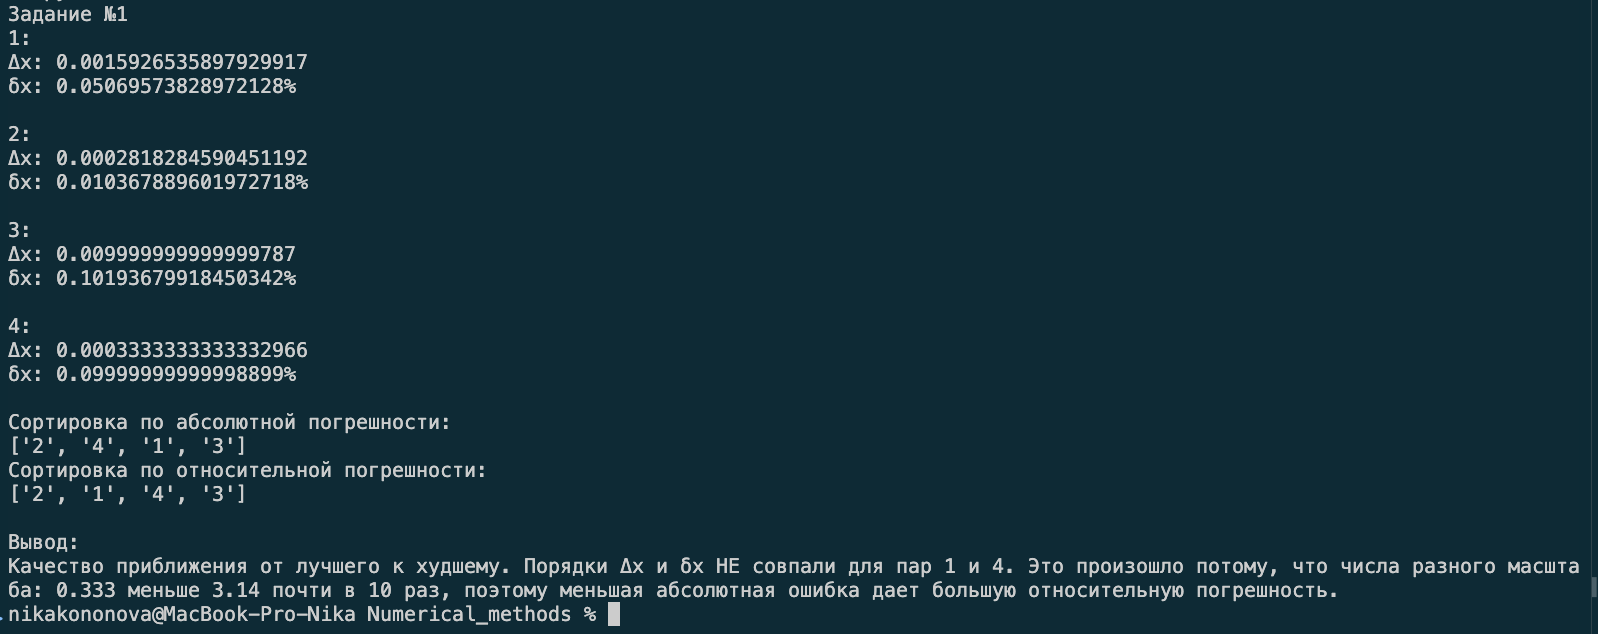 Задание №1
1:
Δx: 0.0015926535897929917
δx: 0.05069573828972128%
2:
Δx: 0.0002818284590451192
δx: 0.010367889601972718%
3:
Δx: 0.009999999999999787
δx: 0.10193679918450342%
4:
Δx: 0.0003333333333332966
δx: 0.09999999999998899%
Сортировка по абсолютной погрешности:
['2', '4', '1', '3']
Сортировка по относительной погрешности:
['2', '1', '4', '3']
Вывод:
Качество приближения от лучшего к худшему. Порядки Δx и δx НЕ совпали для пар 1 и 4. Это произошло потому, что числа разного масшта
ба: 0.333 меньше 3.14 почти в 10 раз, поэтому меньшая абсолютная ошибка дает большую относительную погрешность.
nikakononova@MacBook-Pro-Nika Numerical_methods %